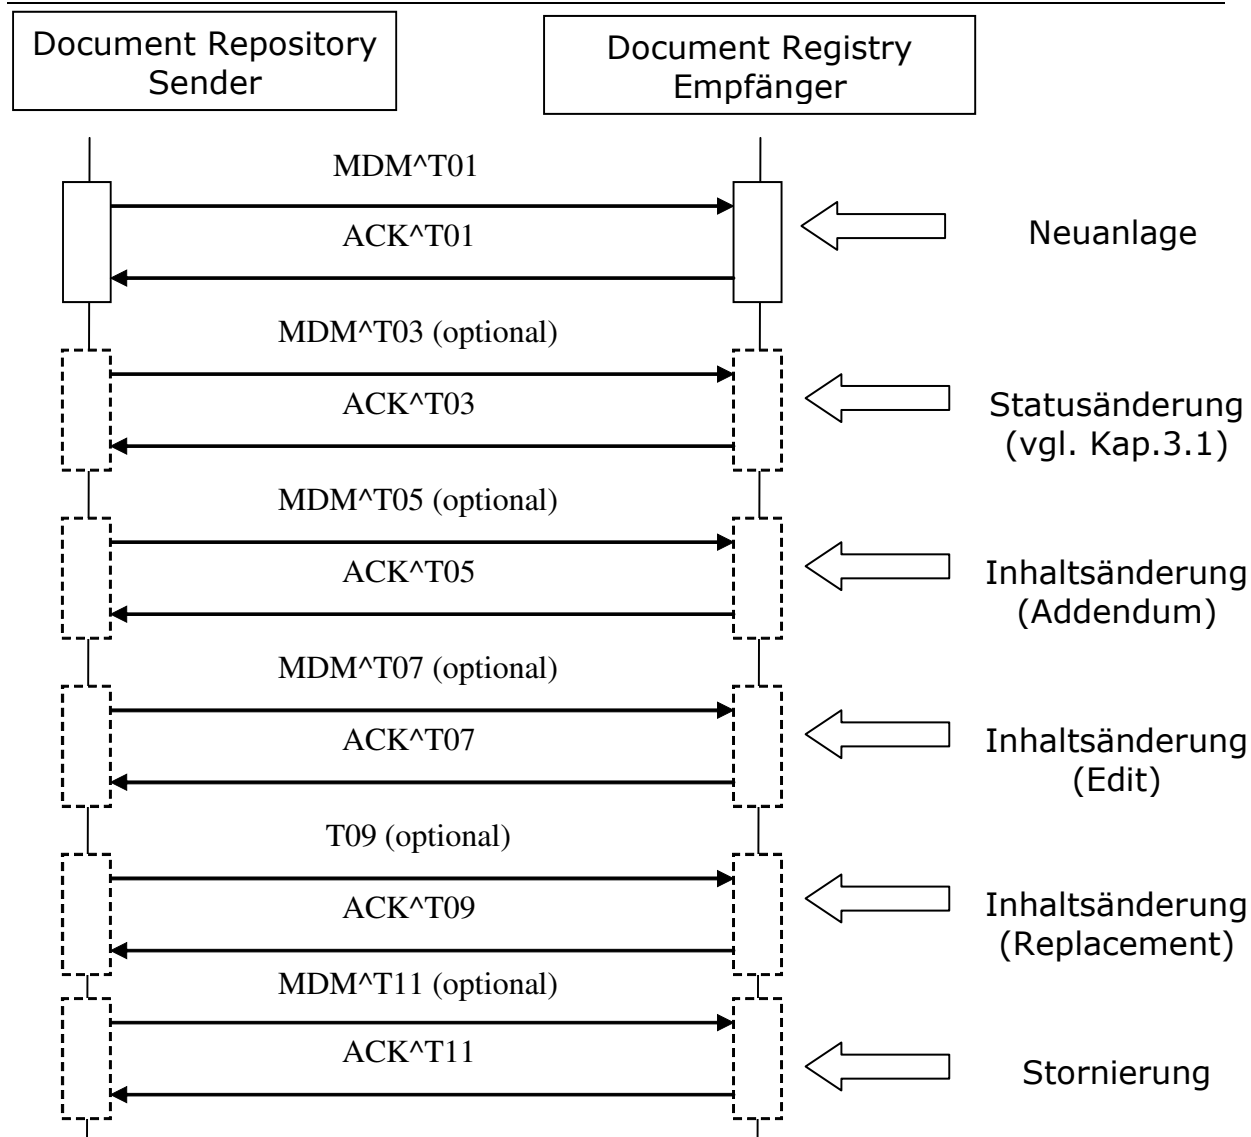 Document Repository
Sender
Document Registry
Empfänger
MDM^T01
ACK^T01
Neuanlage
MDM^T03 (optional)
ACK^T03
Statusänderung
(vgl. Kap.3.1)
MDM^T05 (optional)
ACK^T05
Inhaltsänderung
(Addendum)
MDM^T07 (optional)
ACK^T07
Inhaltsänderung
(Edit)
T09 (optional)
ACK^T09
Inhaltsänderung
(Replacement)
MDM^T11 (optional)
ACK^T11
Stornierung